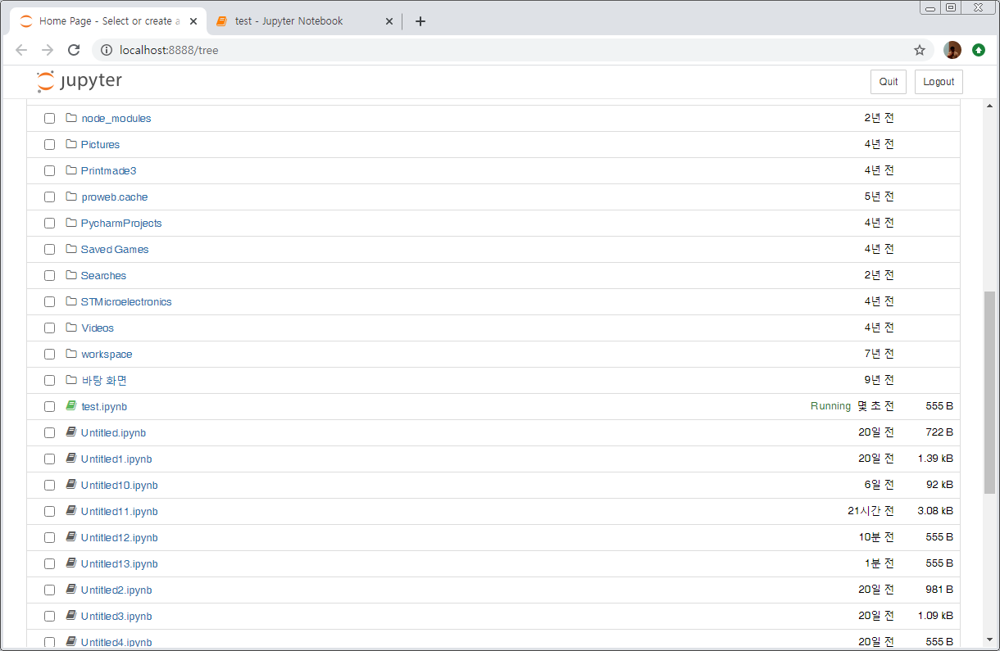 Home Page - Select or create a
test - Jupyter Notebook
localhost:8888/tree
jupyter
Quit
Logout
node_modules 2년 전
Pictures 4년 전
Printmade3 4년 전
proweb.cache 5년 전
PycharmProjects 4년 전
Saved Games 4년 전
Searches 2년 전
STMicroelectronics 4년 전
Videos 4년 전
workspace 7년 전
바탕 화면 9년 전
test.ipynb Running 몇 초 전 555 B
Untitled.ipynb 20일 전 722 B
Untitled1.ipynb 20일 전 1.39 kB
Untitled10.ipynb 6일 전 92 kB
Untitled11.ipynb 21시간 전 3.08 kB
Untitled12.ipynb 10분 전 555 B
Untitled13.ipynb 1분 전 555 B
Untitled2.ipynb 20일 전 981 B
Untitled3.ipynb 20일 전 1.09 kB
Untitled4.ipynb 20일 전 555 B